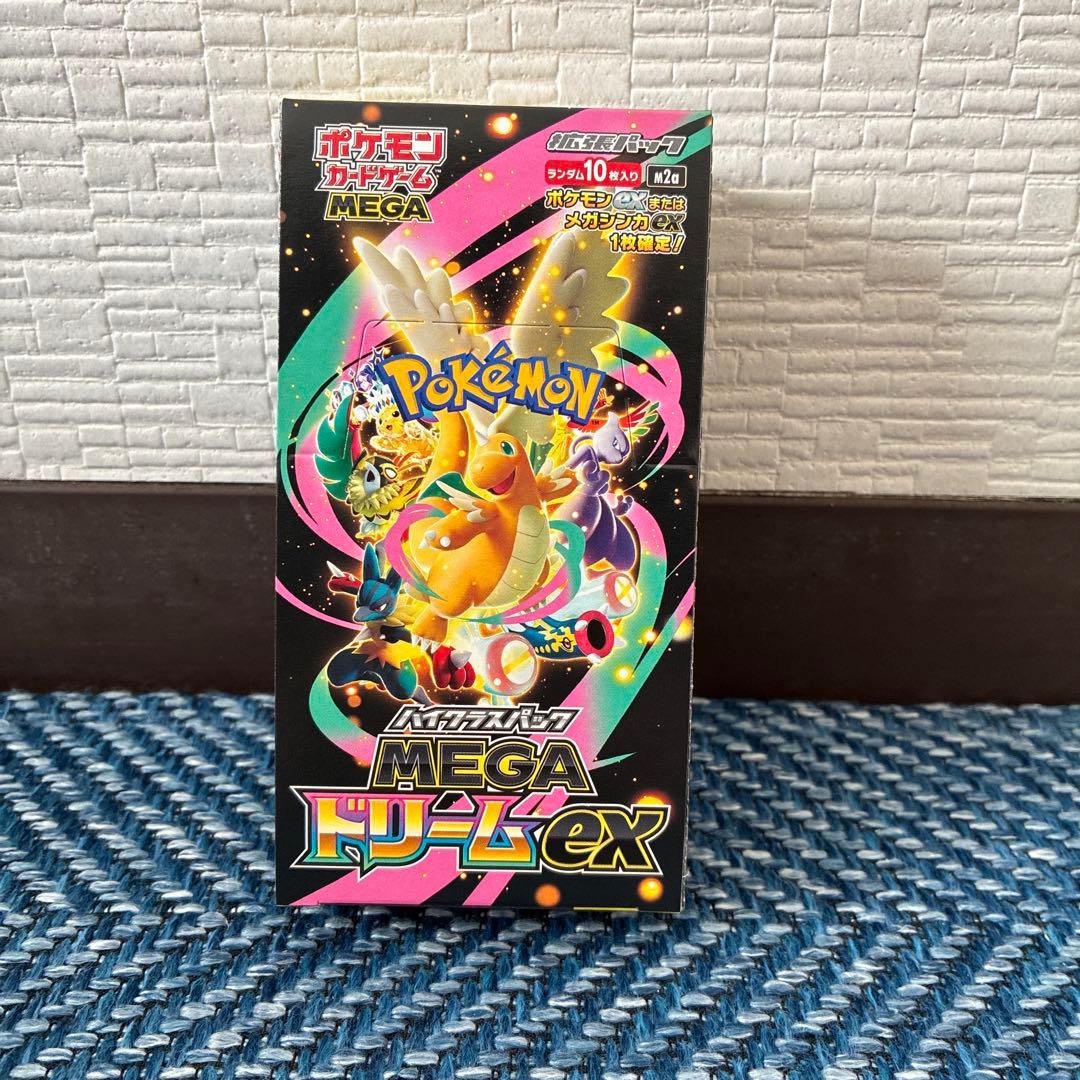 ポケモン
カードゲーム
MEGA
拡張パック
ランダム10枚入り M2a
ポケモンexまたは
メガシンカex
1枚確定!
POKéMON
TM
ハイクラスパック
MEGA
ドリームex